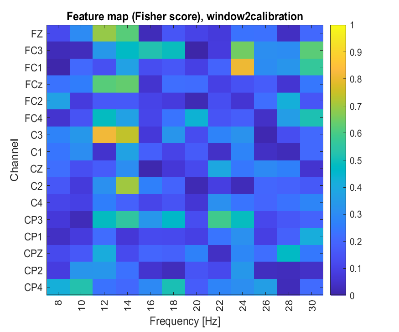 Feature map (Fisher score), window2calibration
Channel
FZ
FC3
FC1
FCz
FC2
FC4
C3
C1
CZ
C2
C4
CP3
CP1
CPZ
CP2
CP4
8 10 12 14 16 18 20 22 24 26 28 30
Frequency [Hz]
1
0.9
0.8
0.7
0.6
0.5
0.4
0.3
0.2
0.1
0